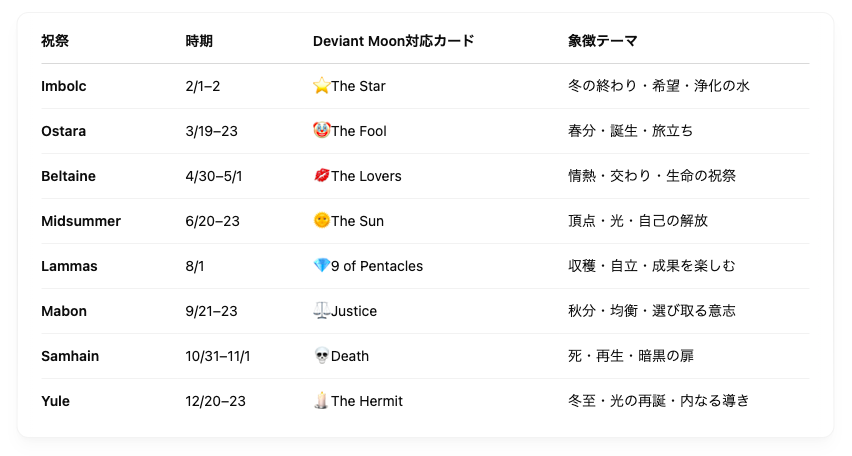 祝祭 時期 Deviant Moon対応カード 象徴テーマ
Imbolc 2/1–2 ⭐The Star 冬の終わり・希望・浄化の水
Ostara 3/19–23 🤡The Fool 春分・誕生・旅立ち
Beltaine 4/30–5/1 💋The Lovers 情熱・交わり・生命の祝祭
Midsummer 6/20–23 🌞The Sun 頂点・光・自己の解放
Lammas 8/1 💎9 of Pentacles 収穫・自立・成果を楽しむ
Mabon 9/21–23 ⚖️Justice 秋分・均衡・選び取る意志
Samhain 10/31–11/1 💀Death 死・再生・暗黒の扉
Yule 12/20–23 🕯️The Hermit 冬至・光の再誕・内なる導き